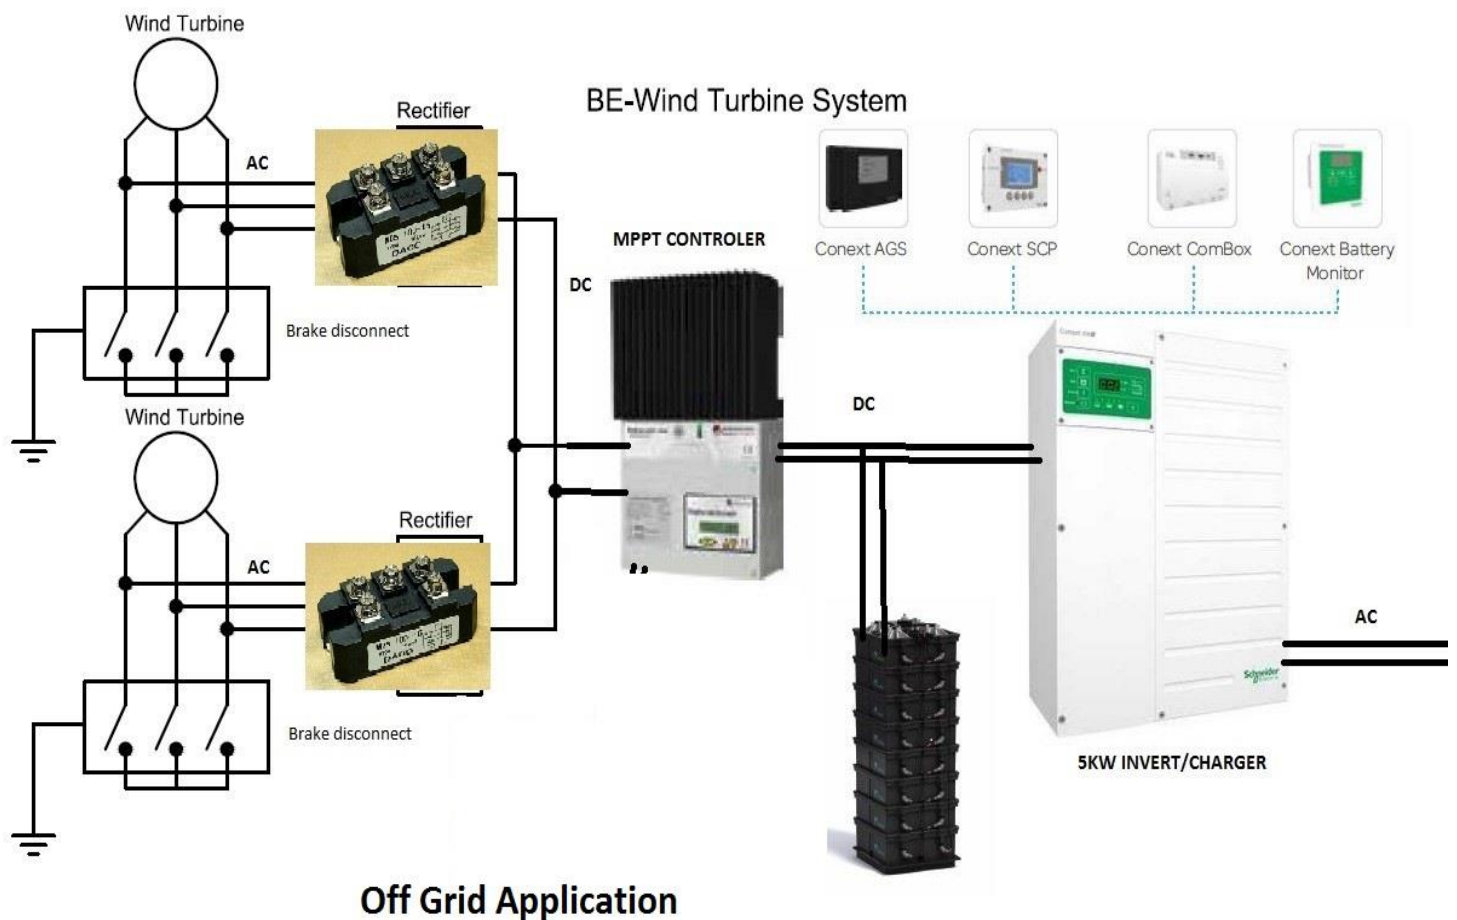 Wind Turbine
Rectifier
BE-Wind Turbine System
AC
MPPT CONTROLER
Conext AGS
Conext SCP
Conext ComBox
Conext Battery
Monitor
DC
Brake disconnect
DC
Wind Turbine
Rectifier
AC
AC
Schneider
Brake disconnect
5KW INVERT/CHARGER
Off Grid Application